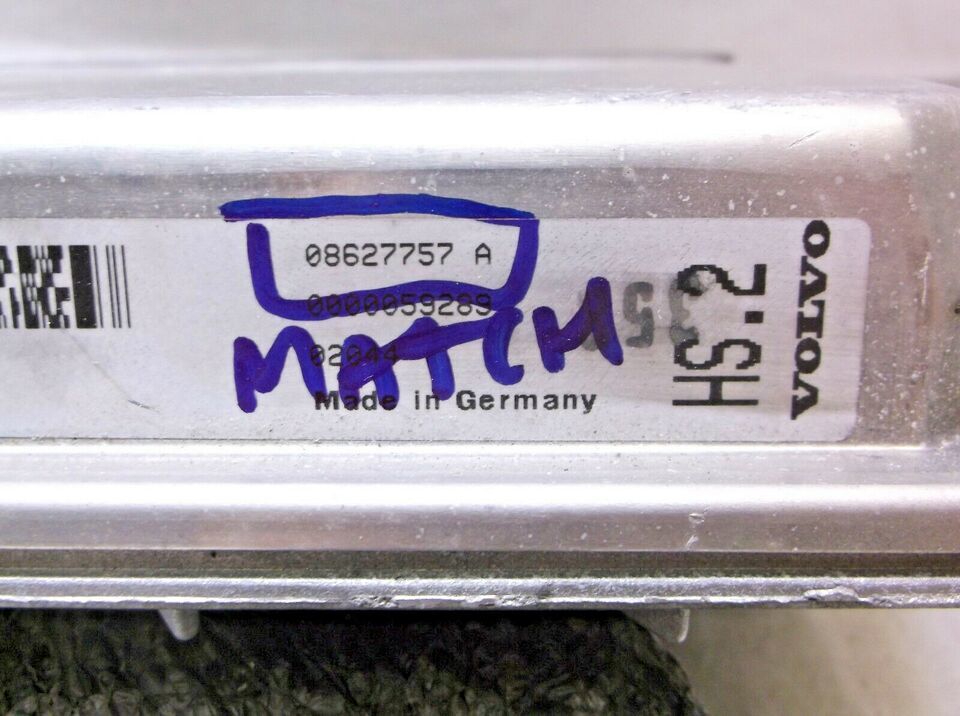 08627757 A
0000059289
02044
MATCH
Made in Germany
HS.2
VOLVO